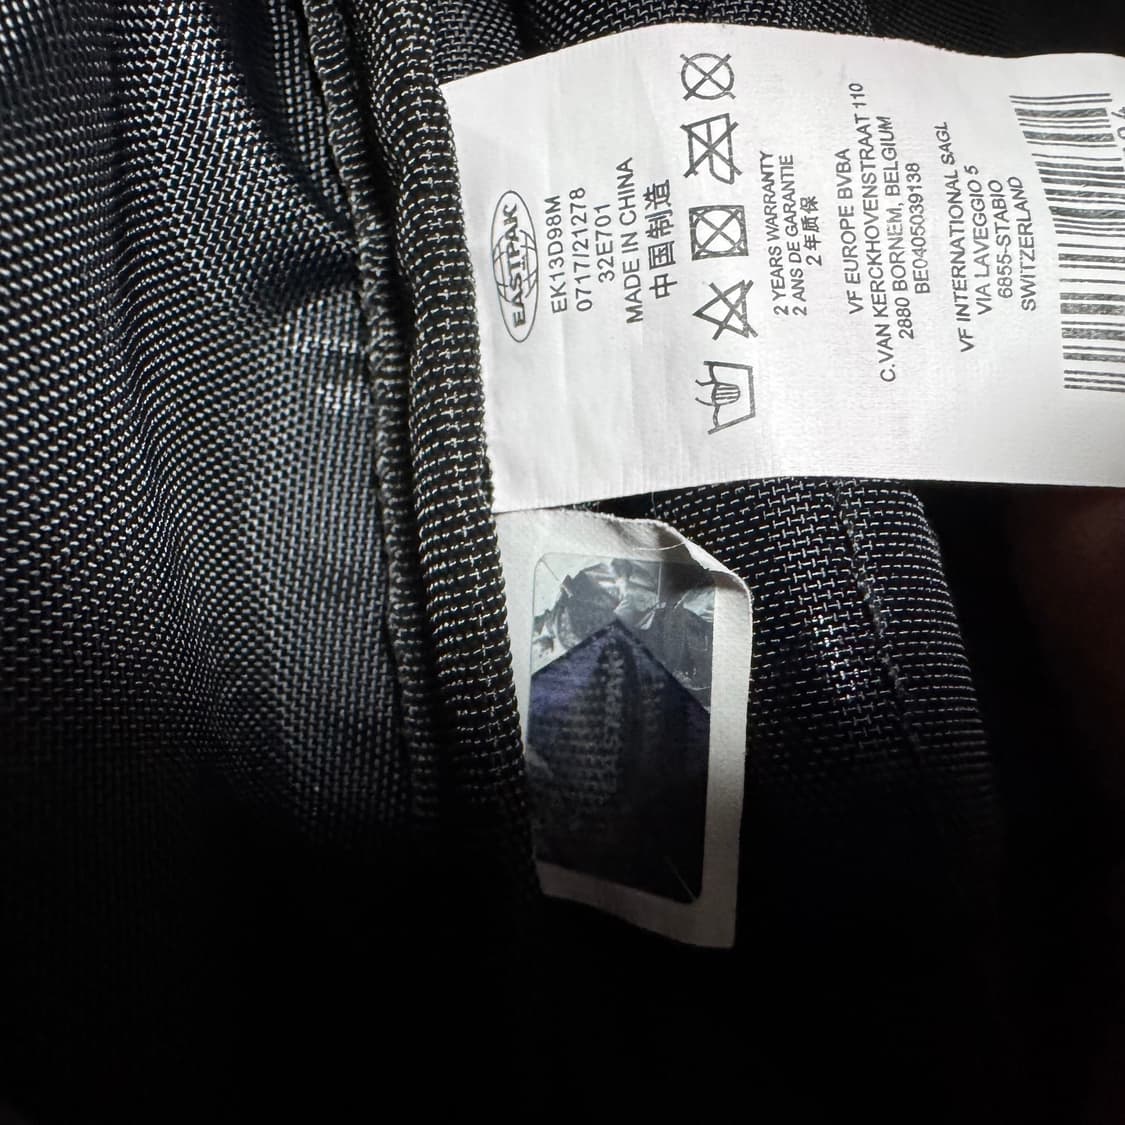 EASTPAK
EK13D98M
0717/21278
32E701
MADE IN CHINA
中国制造
2 YEARS WARRANTY
2 ANS DE GARANTIE
2 年质保
VF EUROPE BVBA
C.VAN KERCKHOVENSTRAAT 110
2880 BORNEM, BELGIUM
BE0405039138
VF INTERNATIONAL SAGL
VIA LAVEGGIO 5
6855-STABIO
SWITZERLAND
EASTPAK